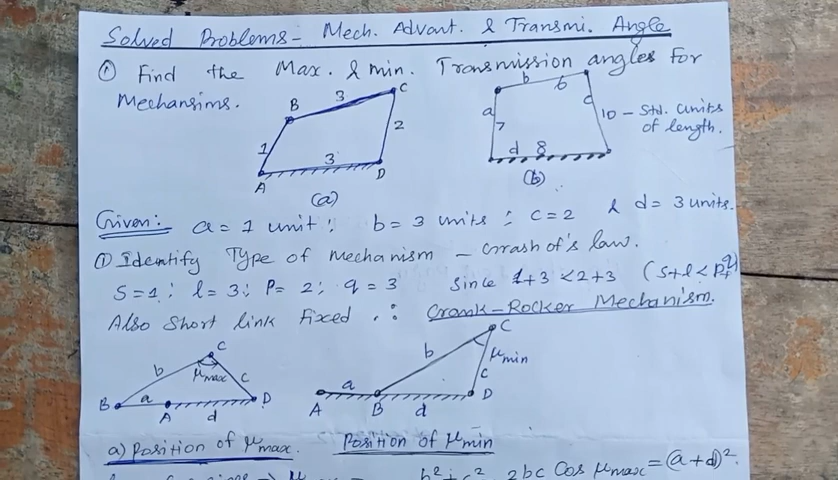 Solved Problems- Mech. Advant. & Transmi. Angle
① Find the Max. & min. Transmission angles For
Mechansims.
B 3 C
1 2
A 3 D
(a)
b 6
a 7 c 10 - Std. units
of length.
d 8
(b)
Given: a = 1 unit; b = 3 units; c = 2 & d = 3 units.
① Identify Type of mechanism - Grashof's law.
S=1; l=3; P=2; q=3 Since 1+3 < 2+3 (S+l < P+q)
Also Short link Fixed ∴ Crank-Rocker Mechanism.
C
b μmax c
B a A d D
C
b μmin
c
a
A B d D
a) Position of μmax. Position of μmin
b²+c² 2bc Cos μmax = (a+d)².